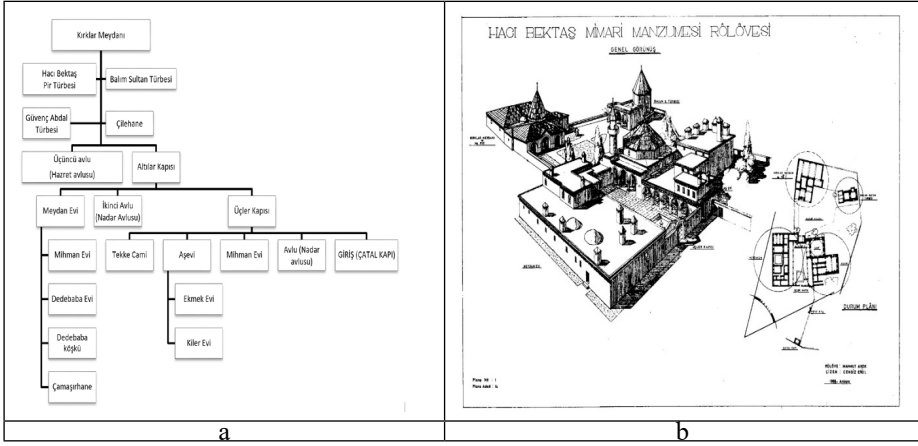 Kırklar Meydanı
Hacı Bektaş
Pir Türbesi
Balım Sultan Türbesi
Güvenç Abdal
Türbesi
Çilehane
Üçüncü avlu
(Hazret avlusu)
Altılar Kapısı
Meydan Evi
İkinci Avlu
(Nadar Avlusu)
Üçler Kapısı
Mihman Evi
Tekke Cami
Aşevi
Mihman Evi
Avlu (Nadar
avlusu)
GİRİŞ (ÇATAL KAPI)
Dedebaba Evi
Ekmek Evi
Dedebaba
köşkü
Kiler Evi
Çamaşırhane
a
HACI BEKTAŞ MİMARİ MANZUMESİ RÖLÖVESİ
GENEL GÖRÜNÜŞ
DURUM PLÂNI
b